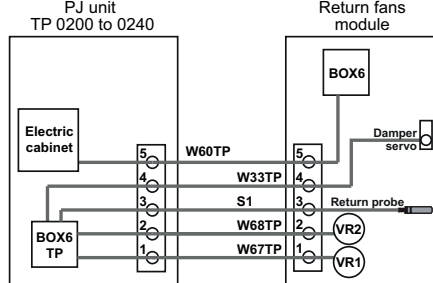 PJ unit
TP 0200 to 0240
Return fans
module
BOX6
Electric
cabinet
Damper
servo
5
W60TP
5
4
W33TP
4
3
S1
3
Return probe
BOX6
TP
2
W68TP
2
VR2
1
W67TP
1
VR1